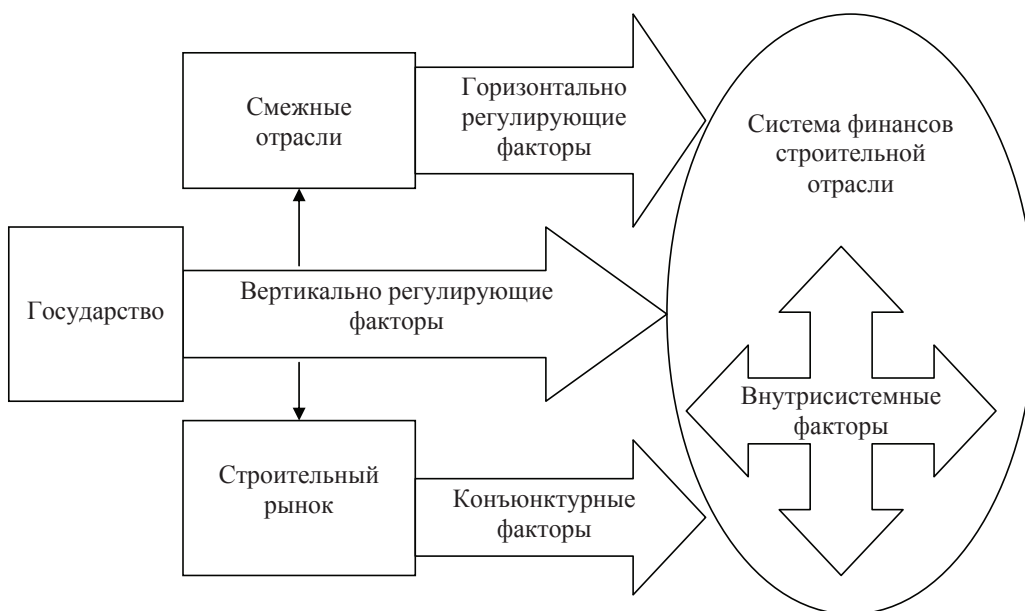 Смежные
отрасли
Горизонтально
регулирующие
факторы
Система финансов
строительной
отрасли
Государство
Вертикально регулирующие
факторы
Внутрисистемные
факторы
Строительный
рынок
Конъюнктурные
факторы